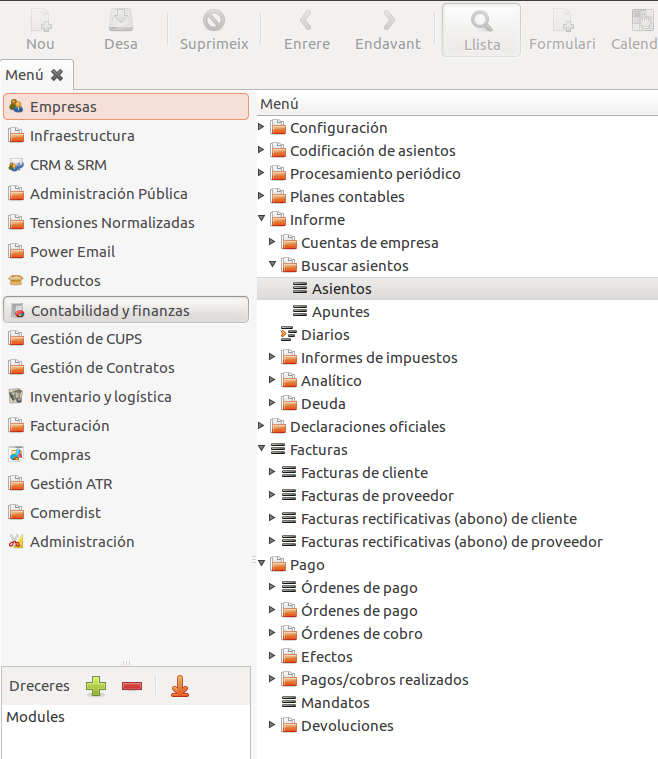 Nou
Desa
Suprimeix
Enrere
Endavant
Llista
Formulari
Calend
Menú
Empresas
Infraestructura
CRM & SRM
Administración Pública
Tensiones Normalizadas
Power Email
Productos
Contabilidad y finanzas
Gestión de CUPS
Gestión de Contratos
Inventario y logística
Facturación
Compras
Gestión ATR
Comerdist
Administración
Dreceres
Modules
Menú
Configuración
Codificación de asientos
Procesamiento periódico
Planes contables
Informe
Cuentas de empresa
Buscar asientos
Asientos
Apuntes
Diarios
Informes de impuestos
Analítico
Deuda
Declaraciones oficiales
Facturas
Facturas de cliente
Facturas de proveedor
Facturas rectificativas (abono) de cliente
Facturas rectificativas (abono) de proveedor
Pago
Órdenes de pago
Órdenes de pago
Órdenes de cobro
Efectos
Pagos/cobros realizados
Mandatos
Devoluciones